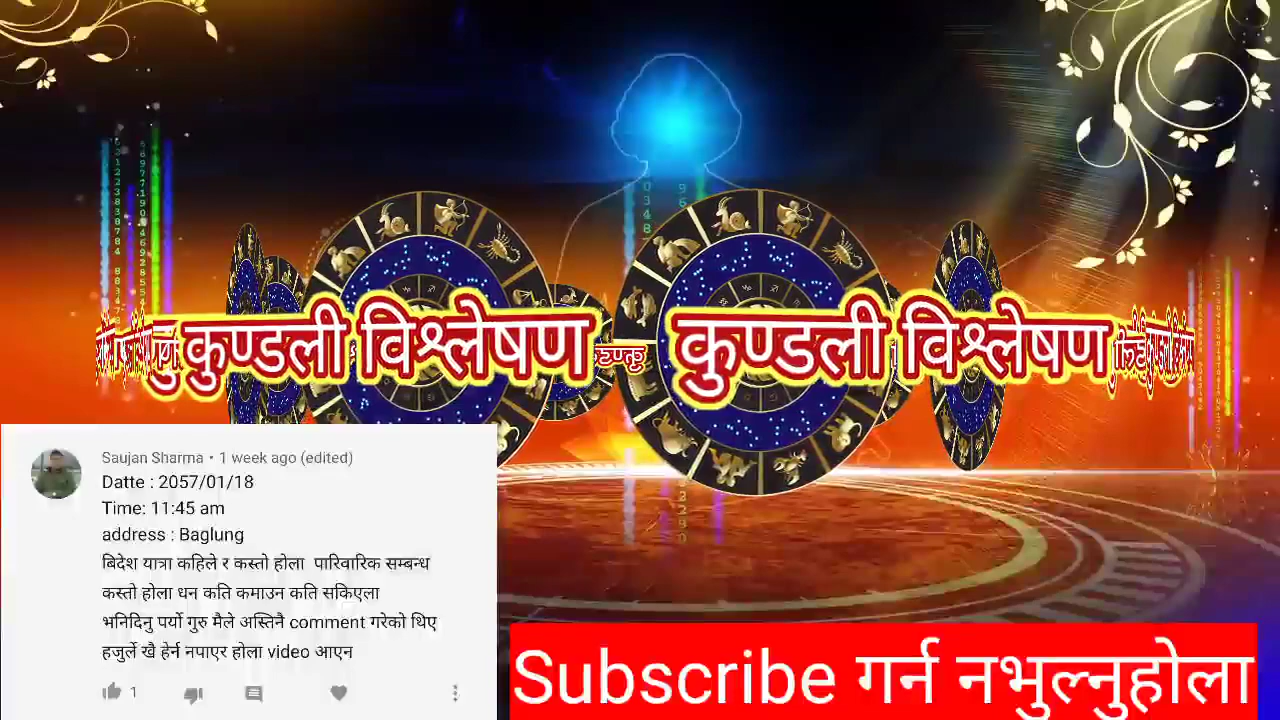 कुण्डली विश्लेषण कुण्डली विश्लेषण
Saujan Sharma • 1 week ago (edited)
Datte : 2057/01/18
Time: 11:45 am
address : Baglung
बिदेश यात्रा कहिले र कस्तो होला पारिवारिक सम्बन्ध
कस्तो होला धन कति कमाउन कति सकिएला
भनिदिनु पर्यो गुरु मैले अस्तिनै comment गरेको थिए
हजुर्ले खै हेर्न नपाएर होला video आएन
1
Subscribe गर्न नभुल्नुहोला